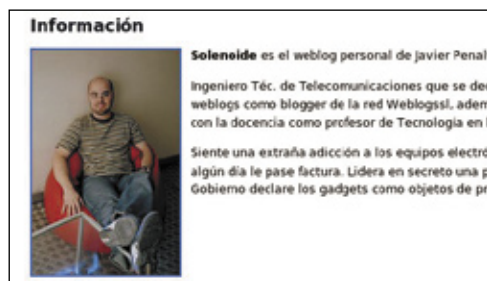 Información
Solenoide es el weblog personal de Javier Penal
Ingeniero Téc. de Telecomunicaciones que se de
weblogs como blogger de la red Weblogssl, adem
con la docencia como profesor de Tecnología en
Siente una extraña adicción a los equipos electró
algún día le pase factura. Lidera en secreto una p
Gobierno declare los gadgets como objetos de pr